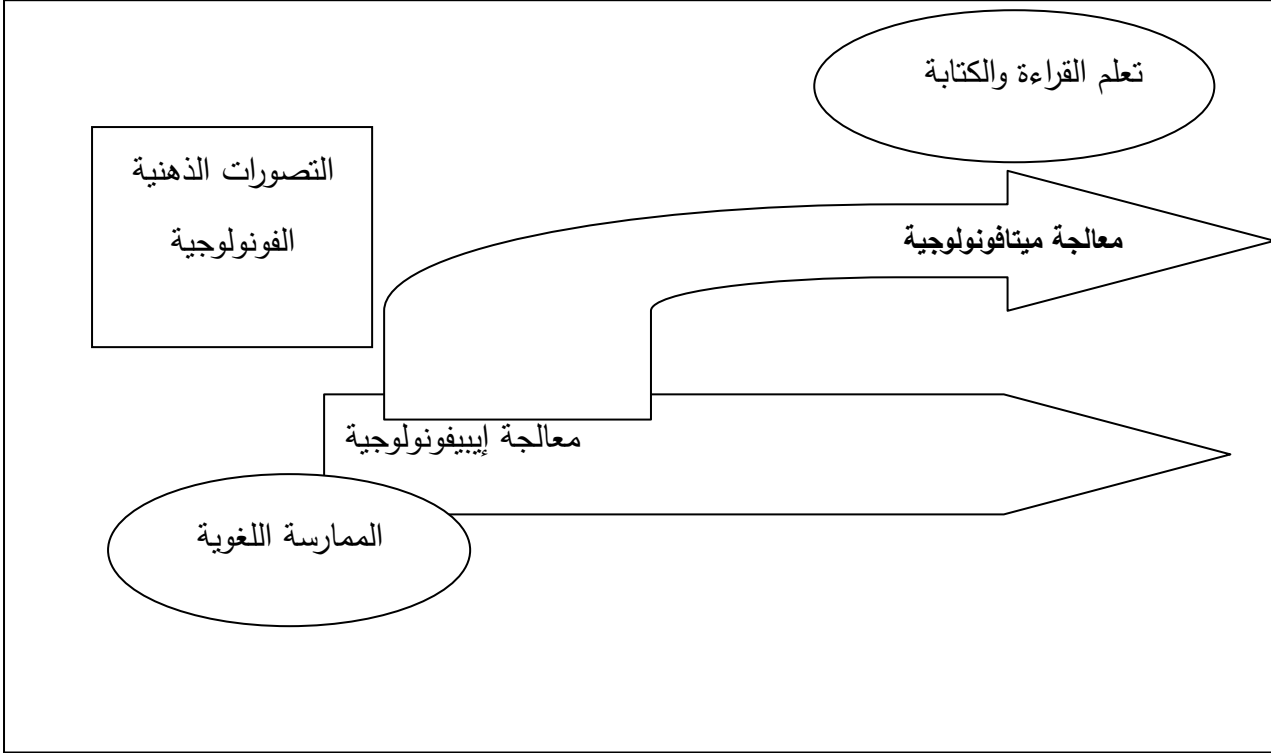 تعلم القراءة والكتابة
التصورات الذهنية
الفونولوجية
معالجة ميتافونولوجية
معالجة إيبيفونولوجية
الممارسة اللغوية